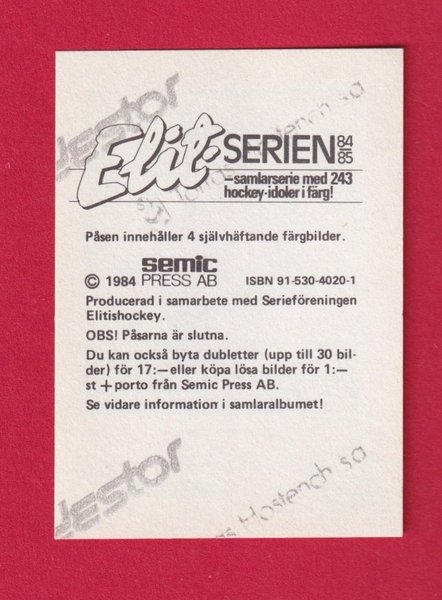 Jestor
Elit-SERIEN 84
85
–samlarserie med 243
hockey-idoler i färg!
Påsen innehåller 4 självhäftande färgbilder.
© 1984 semic PRESS AB ISBN 91-530-4020-1
Producerad i samarbete med Serieföreningen
Elitishockey.
OBS! Påsarna är slutna.
Du kan också byta dubletter (upp till 30 bil-
der) för 17:— eller köpa lösa bilder för 1:—
st + porto från Semic Press AB.
Se vidare information i samlaralbumet!
Jestor
Hostench s.a